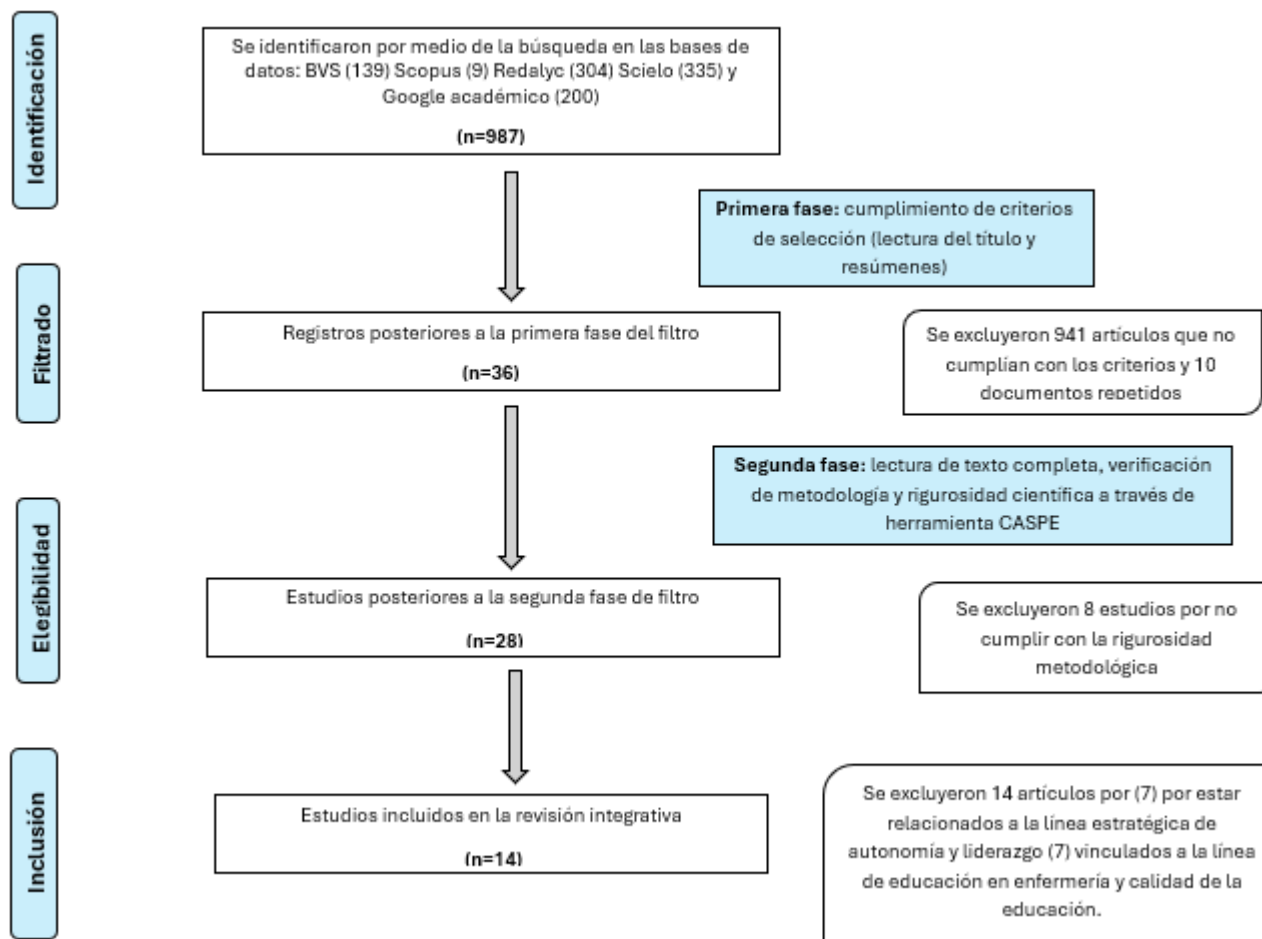 Identificación
Se identificaron por medio de la búsqueda en las bases de
datos: BVS (139) Scopus (9) Redalyc (304) Scielo (335) y
Google académico (200)
(n=987)
Primera fase: cumplimiento de criterios
de selección (lectura del título y
resúmenes)
Filtrado
Registros posteriores a la primera fase del filtro
(n=36)
Se excluyeron 941 artículos que no
cumplían con los criterios y 10
documentos repetidos
Segunda fase: lectura de texto completa, verificación
de metodología y rigurosidad científica a través de
herramienta CASPE
Elegibilidad
Estudios posteriores a la segunda fase de filtro
(n=28)
Se excluyeron 8 estudios por no
cumplir con la rigurosidad
metodológica
Inclusión
Estudios incluidos en la revisión integrativa
(n=14)
Se excluyeron 14 artículos por (7) por estar
relacionados a la línea estratégica de
autonomía y liderazgo (7) vinculados a la línea
de educación en enfermería y calidad de la
educación.